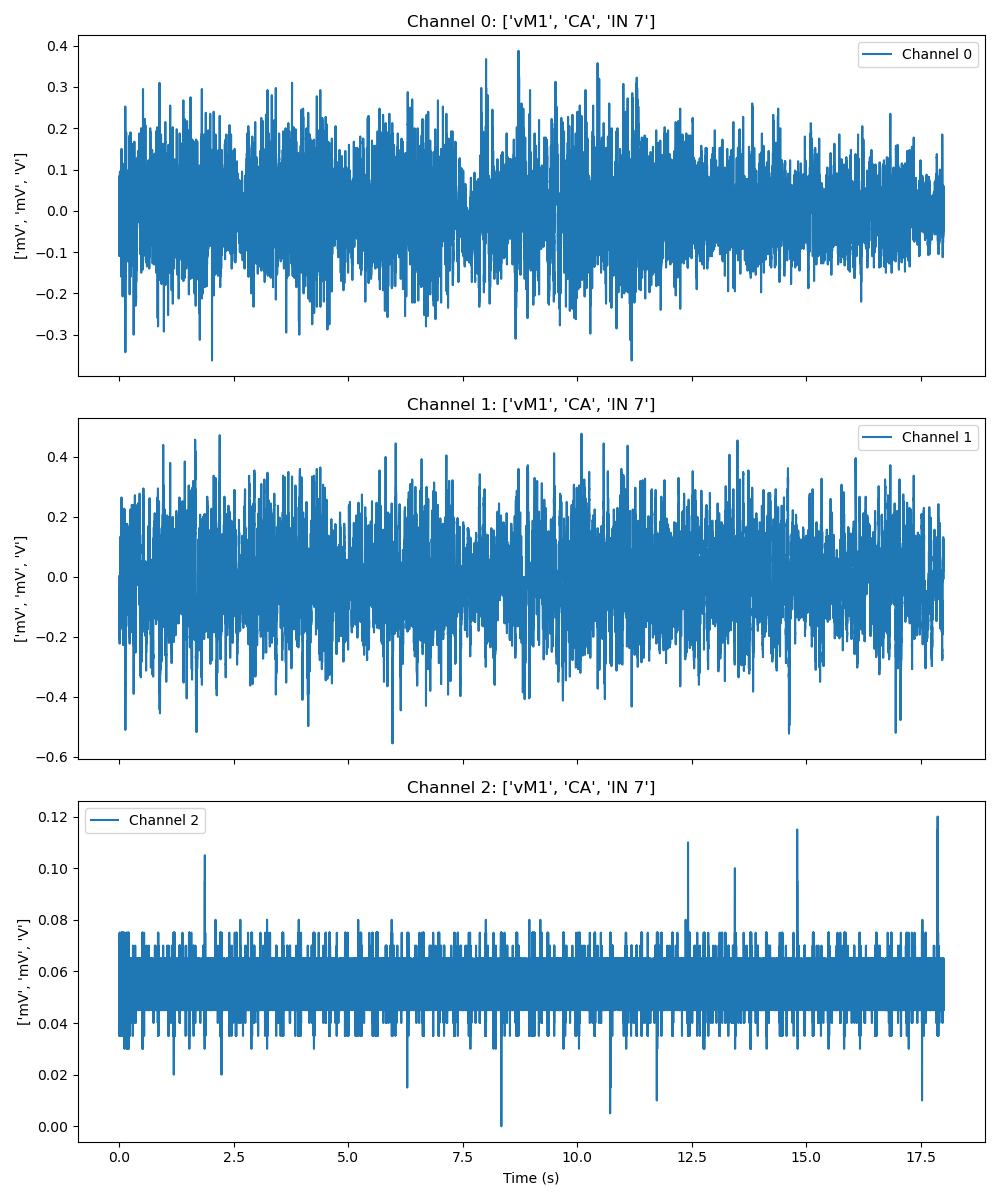 Channel 0: ['vM1', 'CA', 'IN 7']
['mV', 'mV', 'V']
0.4
0.3
0.2
0.1
0.0
−0.1
−0.2
−0.3
Channel 0
Channel 1: ['vM1', 'CA', 'IN 7']
['mV', 'mV', 'V']
0.4
0.2
0.0
−0.2
−0.4
−0.6
Channel 1
Channel 2: ['vM1', 'CA', 'IN 7']
['mV', 'mV', 'V']
0.12
0.10
0.08
0.06
0.04
0.02
0.00
Channel 2
0.0 2.5 5.0 7.5 10.0 12.5 15.0 17.5
Time (s)